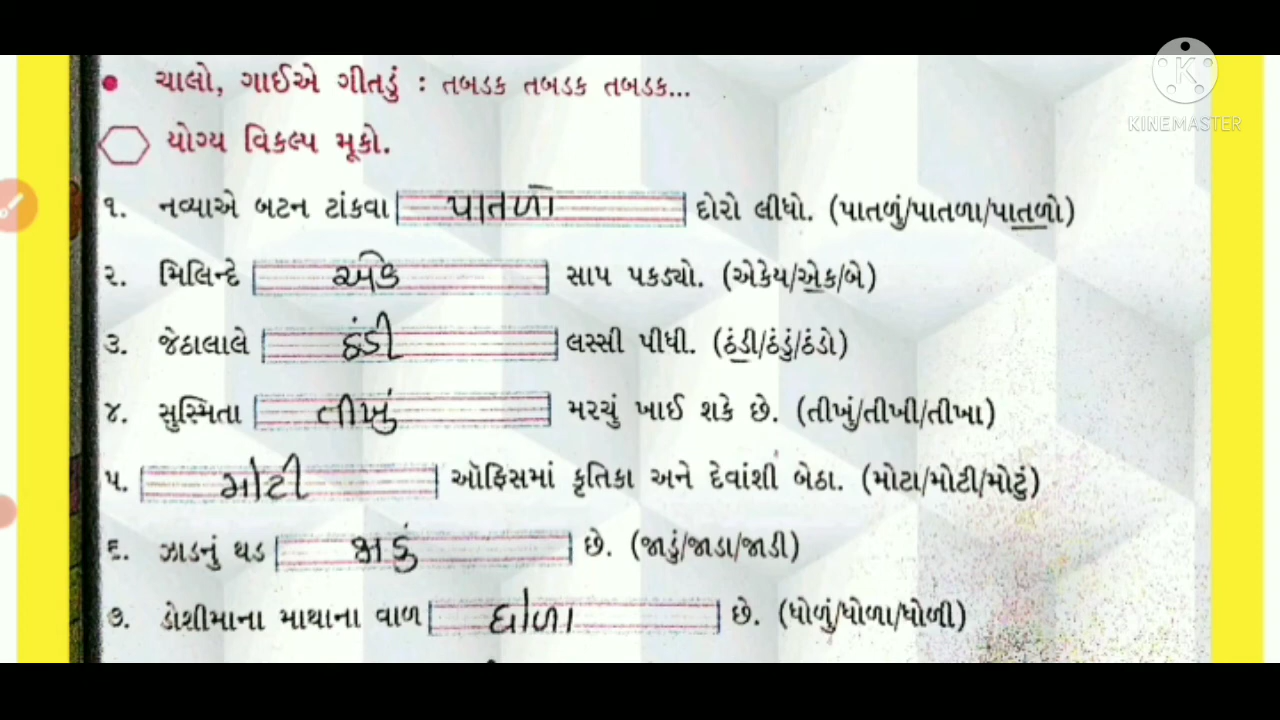 • ચાલો, ગાઈએ ગીતડું : તબડક તબડક તબડક...
KINEMASTER
યોગ્ય વિકલ્પ મૂકો.
૧. નવ્યાએ બટન ટાંકવા પાતળો દોરો લીધો. (પાતળું/પાતળા/પાતળો)
૨. મિલિન્દે એક સાપ પકડ્યો. (એકેય/એક/બે)
૩. જેઠાલાલે ઠંડી લસ્સી પીધી. (ઠંડી/ઠંડું/ઠંડો)
૪. સુસ્મિતા તીખું મરચું ખાઈ શકે છે. (તીખું/તીખી/તીખા)
૫. મોટી ઑફિસમાં કૃતિકા અને દેવાંશી બેઠા. (મોટા/મોટી/મોટું)
૬. ઝાડનું થડ જાડું છે. (જાડું/જાડા/જાડી)
૭. ડોશીમાના માથાના વાળ ધોળા છે. (ધોળું/ધોળા/ધોળી)